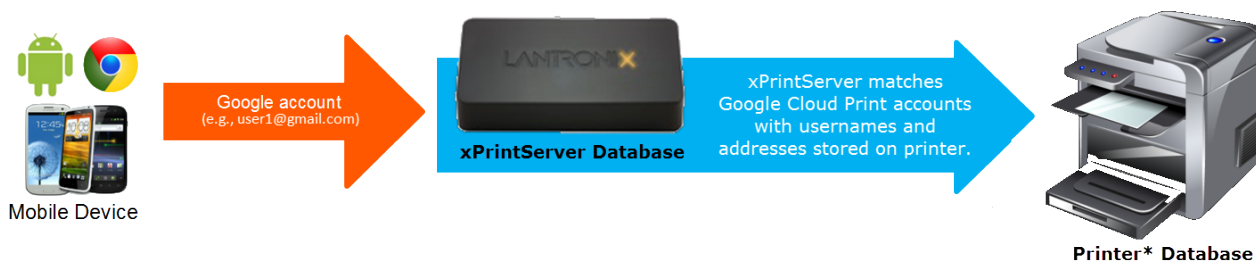 Mobile Device
Google account
(e.g., user1@gmail.com)
LANTRONIX
xPrintServer Database
xPrintServer matches
Google Cloud Print accounts
with usernames and
addresses stored on printer.
Printer* Database